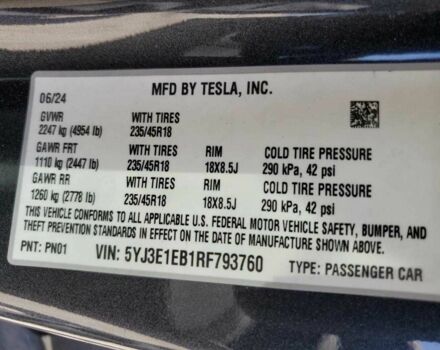 MFD BY TESLA, INC.
06/24
GVWR WITH TIRES
2247 kg (4954 lb) 235/45R18
GAWR FRT WITH TIRES RIM COLD TIRE PRESSURE
1110 kg (2447 lb) 235/45R18 18X8.5J 290 kPa, 42 psi
GAWR RR WITH TIRES RIM COLD TIRE PRESSURE
1260 kg (2778 lb) 235/45R18 18X8.5J 290 kPa, 42 psi
THIS VEHICLE CONFORMS TO ALL APPLICABLE U.S. FEDERAL MOTOR VEHICLE SAFETY, BUMPER, AND
THEFT PREVENTION STANDARDS IN EFFECT ON THE DATE OF MANUFACTURE SHOWN ABOVE.
PNT: PN01 VIN: 5YJ3E1EB1RF793760 TYPE: PASSENGER CAR